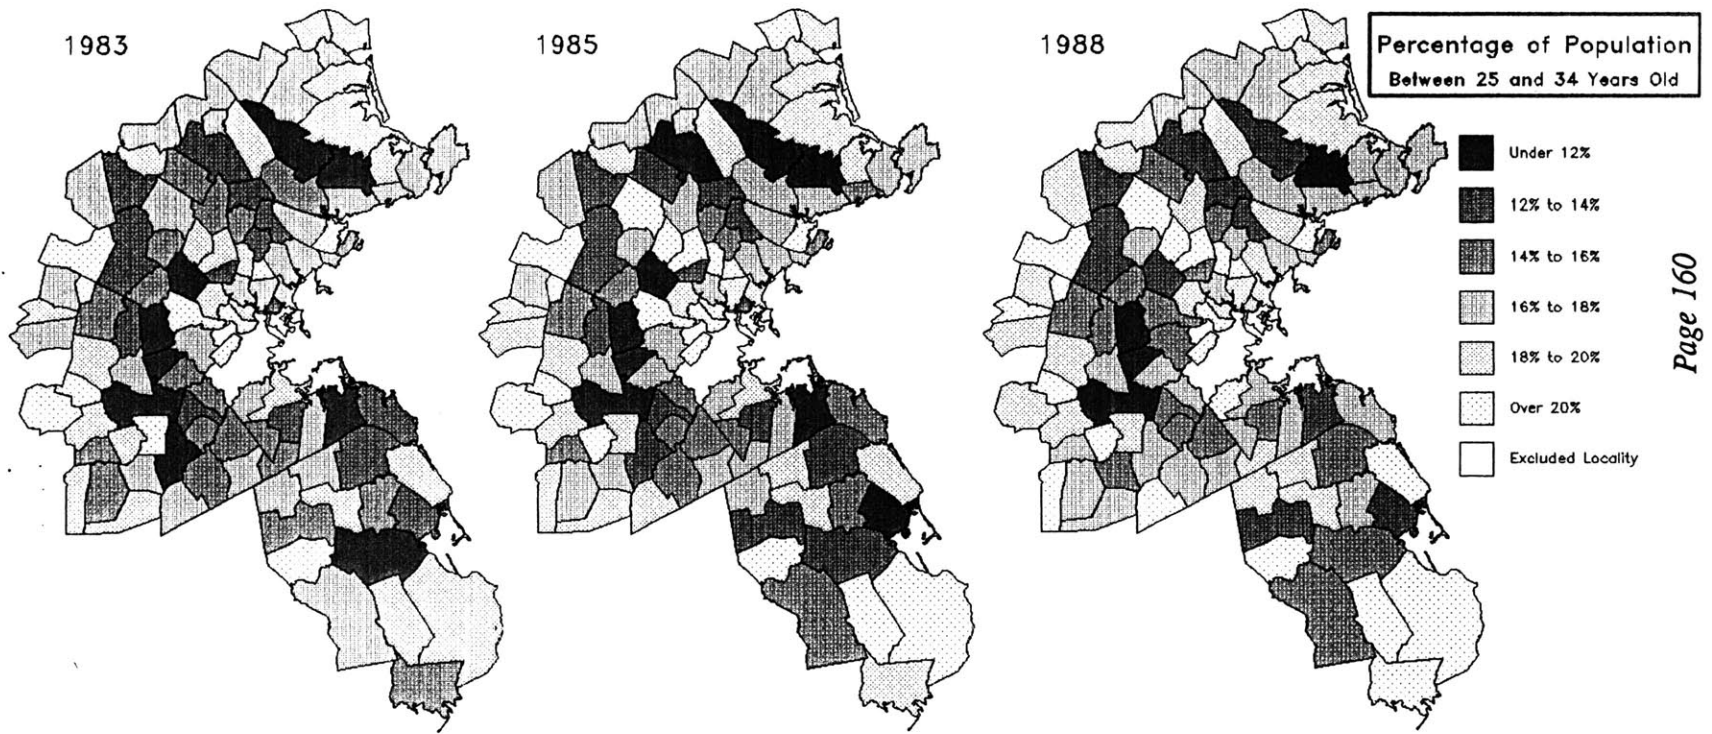 1983
1985
1988
Percentage of Population
Between 25 and 34 Years Old
Under 12%
12% to 14%
14% to 16%
16% to 18%
18% to 20%
Over 20%
Excluded Locality
Page 160